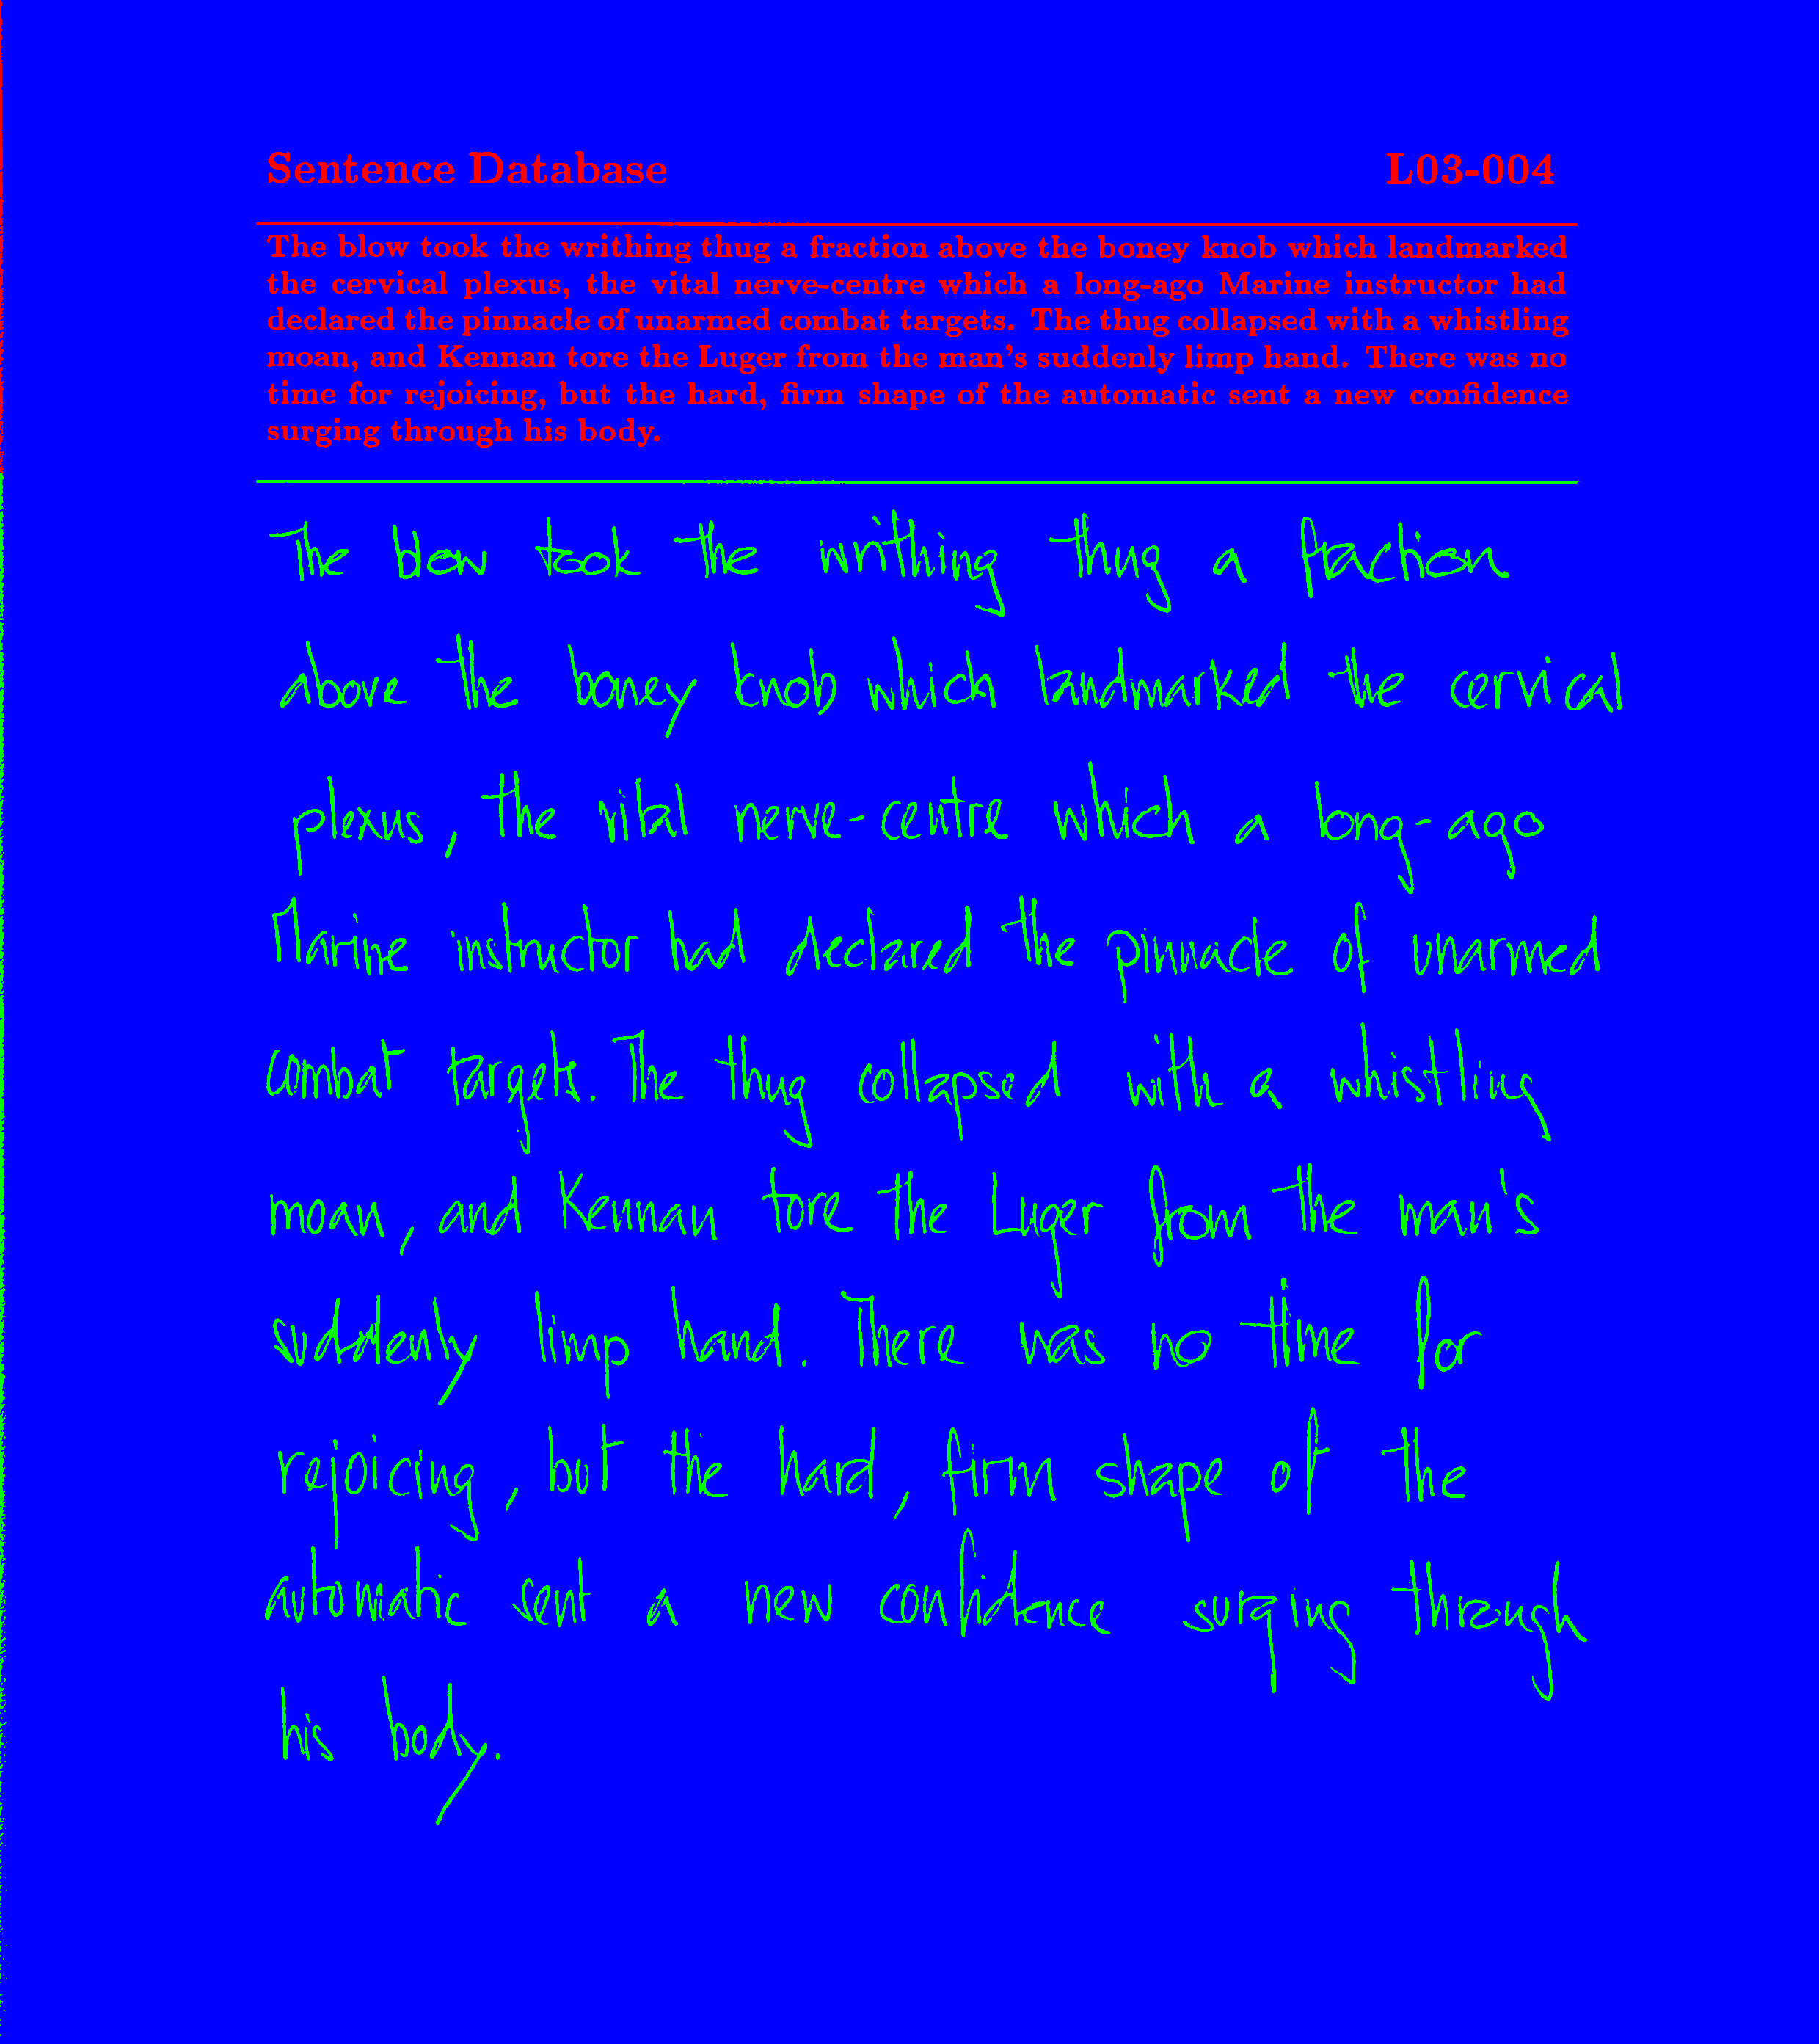 Sentence Database L03-004
The blow took the writhing thug a fraction above the boney knob which landmarked
the cervical plexus, the vital nerve-centre which a long-ago Marine instructor had
declared the pinnacle of unarmed combat targets. The thug collapsed with a whistling
moan, and Kennan tore the Luger from the man's suddenly limp hand. There was no
time for rejoicing, but the hard, firm shape of the automatic sent a new confidence
surging through his body.
The blow took the writhing thug a fraction
above the boney knob which landmarked the cervical
plexus, the vital nerve-centre which a long-ago
Marine instructor had declared the pinnacle of unarmed
combat targets. The thug collapsed with a whistling
moan, and Kennan tore the Luger from the man's
suddenly limp hand. There was no time for
rejoicing, but the hard, firm shape of the
automatic sent a new confidence surging through
his body.